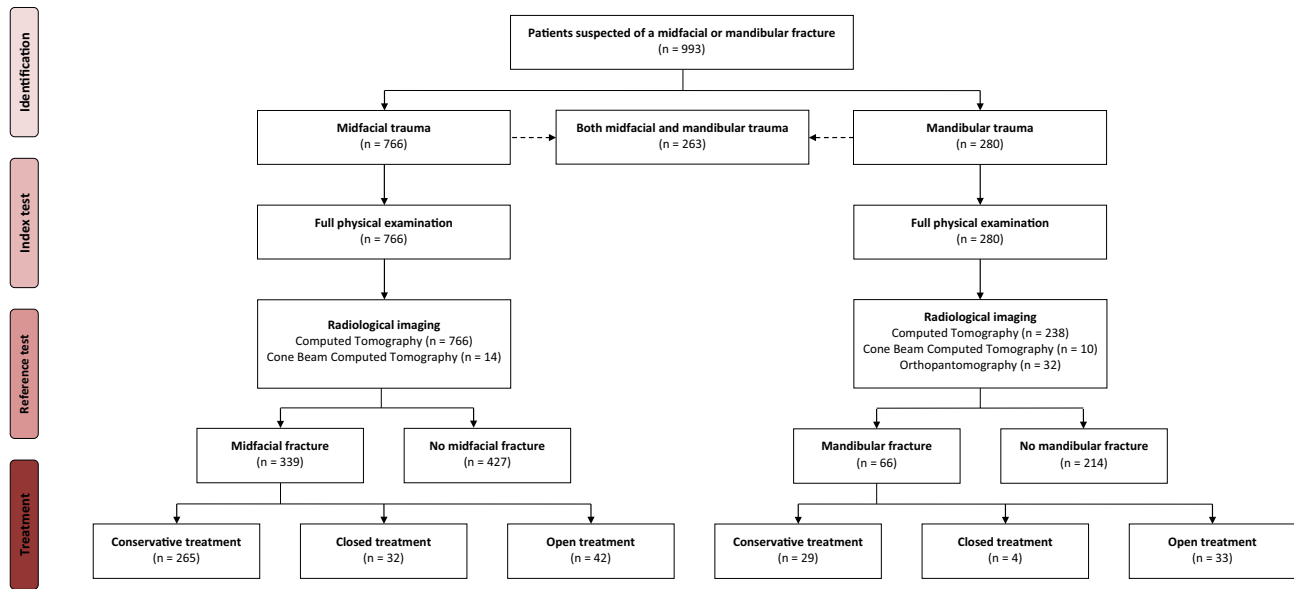 Identification
Patients suspected of a midfacial or mandibular fracture
(n = 993)
Midfacial trauma
(n = 766)
Both midfacial and mandibular trauma
(n = 263)
Mandibular trauma
(n = 280)
Index test
Full physical examination
(n = 766)
Full physical examination
(n = 280)
Reference test
Radiological imaging
Computed Tomography (n = 766)
Cone Beam Computed Tomography (n = 14)
Radiological imaging
Computed Tomography (n = 238)
Cone Beam Computed Tomography (n = 10)
Orthopantomography (n = 32)
Midfacial fracture
(n = 339)
No midfacial fracture
(n = 427)
Mandibular fracture
(n = 66)
No mandibular fracture
(n = 214)
Treatment
Conservative treatment
(n = 265)
Closed treatment
(n = 32)
Open treatment
(n = 42)
Conservative treatment
(n = 29)
Closed treatment
(n = 4)
Open treatment
(n = 33)